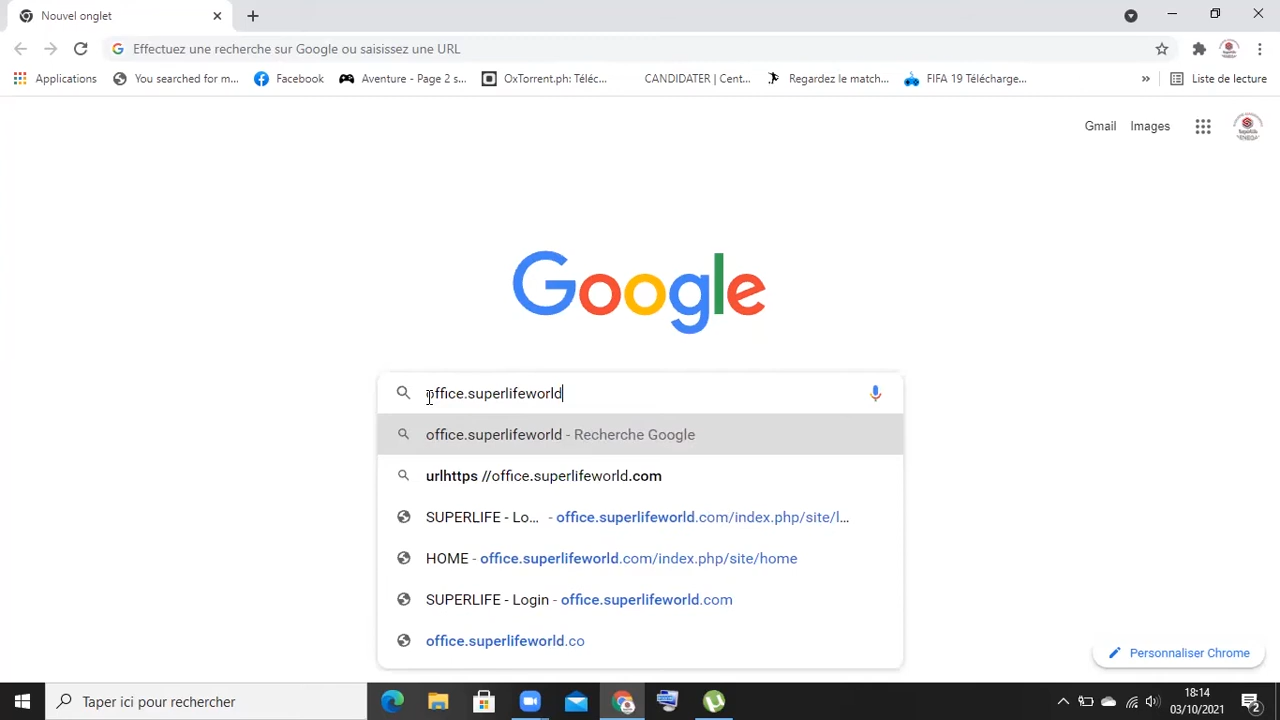 Nouvel onglet
Effectuez une recherche sur Google ou saisissez une URL
Applications You searched for m... Facebook Aventure - Page 2 s... OxTorrent.ph: Téléc... CANDIDATER | Cent... Regardez le match... FIFA 19 Télécharge... » Liste de lecture
Gmail Images
Google
office.superlifeworld
office.superlifeworld - Recherche Google
urlhttps //office.superlifeworld.com
SUPERLIFE - Lo... - office.superlifeworld.com/index.php/site/l...
HOME - office.superlifeworld.com/index.php/site/home
SUPERLIFE - Login - office.superlifeworld.com
office.superlifeworld.co
Personnaliser Chrome
Taper ici pour rechercher
18:14
03/10/2021
2